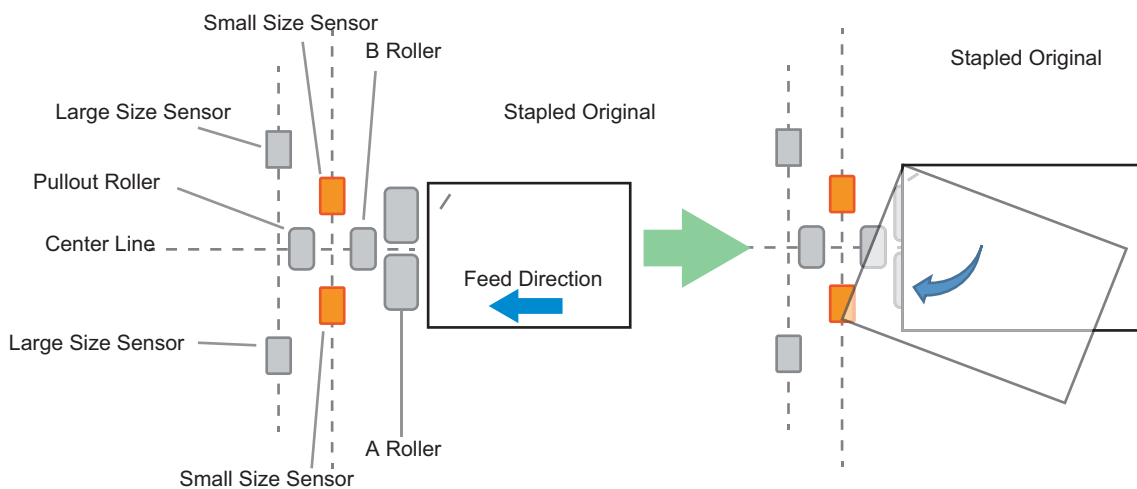 Small Size Sensor
B Roller
Stapled Original
Stapled Original
Large Size Sensor
Pullout Roller
Center Line
Feed Direction
Large Size Sensor
A Roller
Small Size Sensor